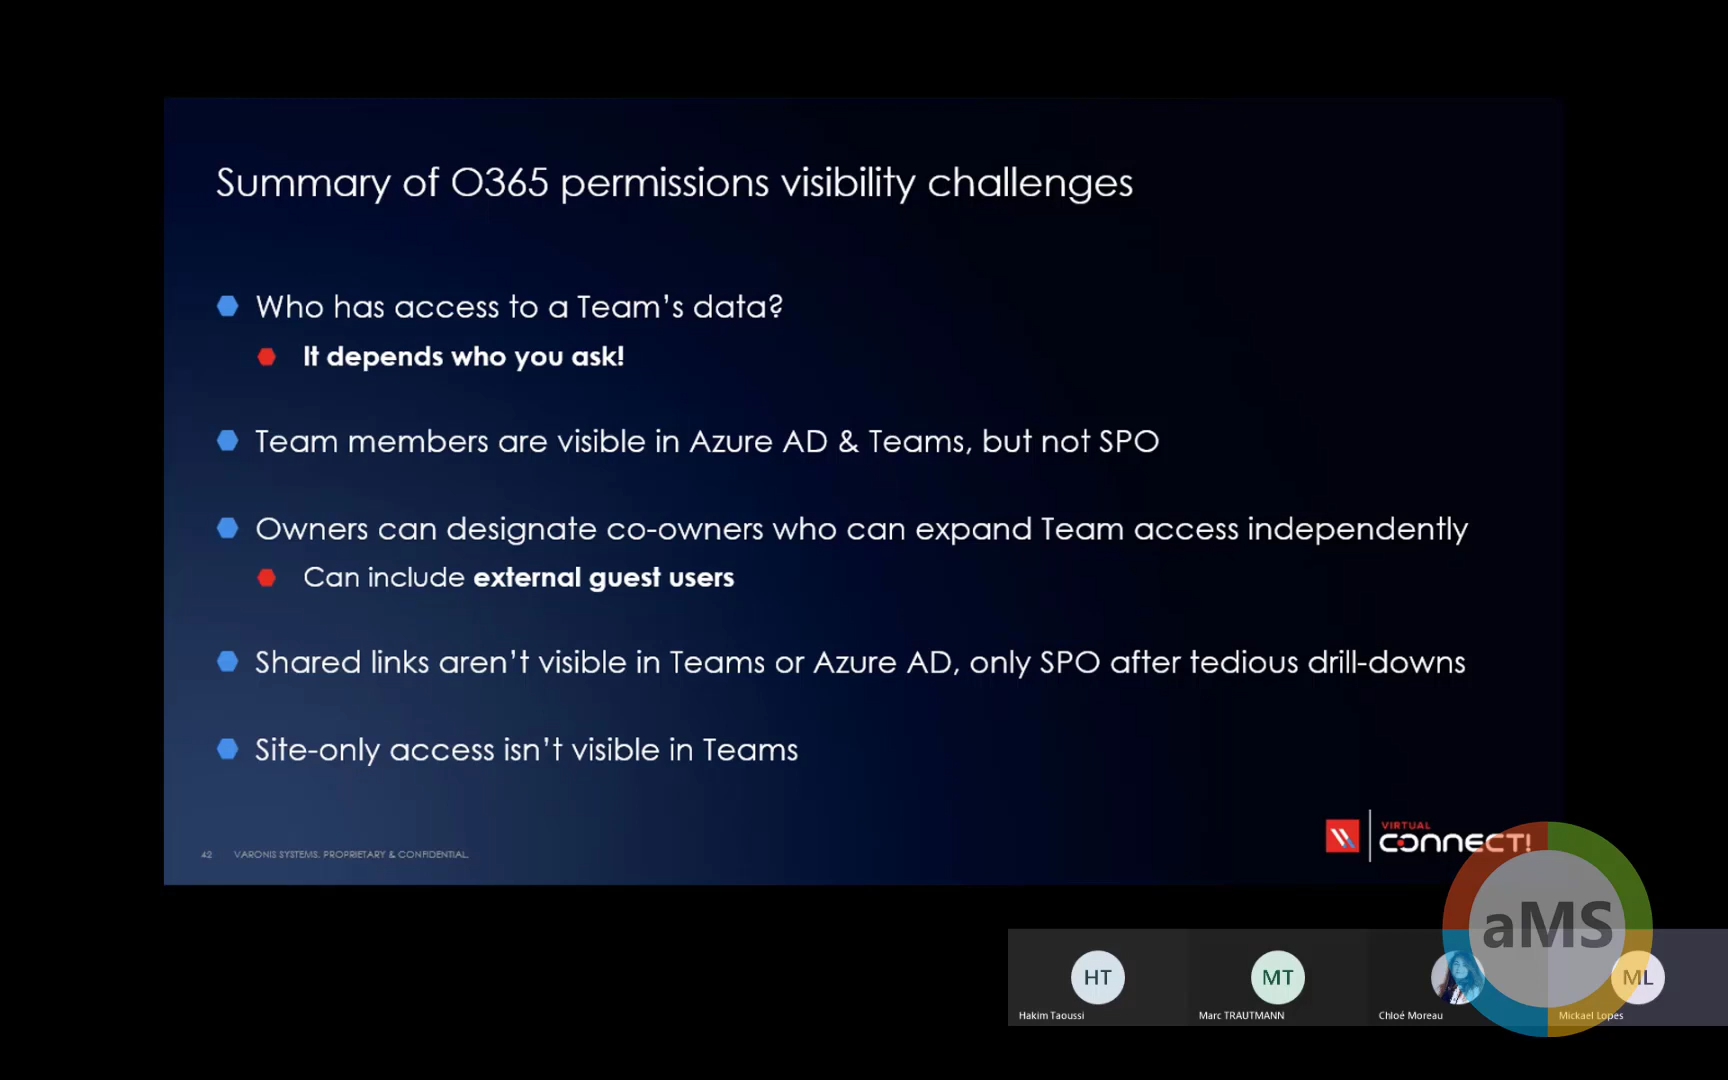 Summary of O365 permissions visibility challenges
Who has access to a Team's data?
It depends who you ask!
Team members are visible in Azure AD & Teams, but not SPO
Owners can designate co-owners who can expand Team access independently
Can include external guest users
Shared links aren't visible in Teams or Azure AD, only SPO after tedious drill-downs
Site-only access isn't visible in Teams
42 VARONIS SYSTEMS. PROPRIETARY & CONFIDENTIAL.
VIRTUAL
CONNECT!
aMS
HT
MT
ML
Hakim Taoussi
Marc TRAUTMANN
Chloé Moreau
Mickael Lopes